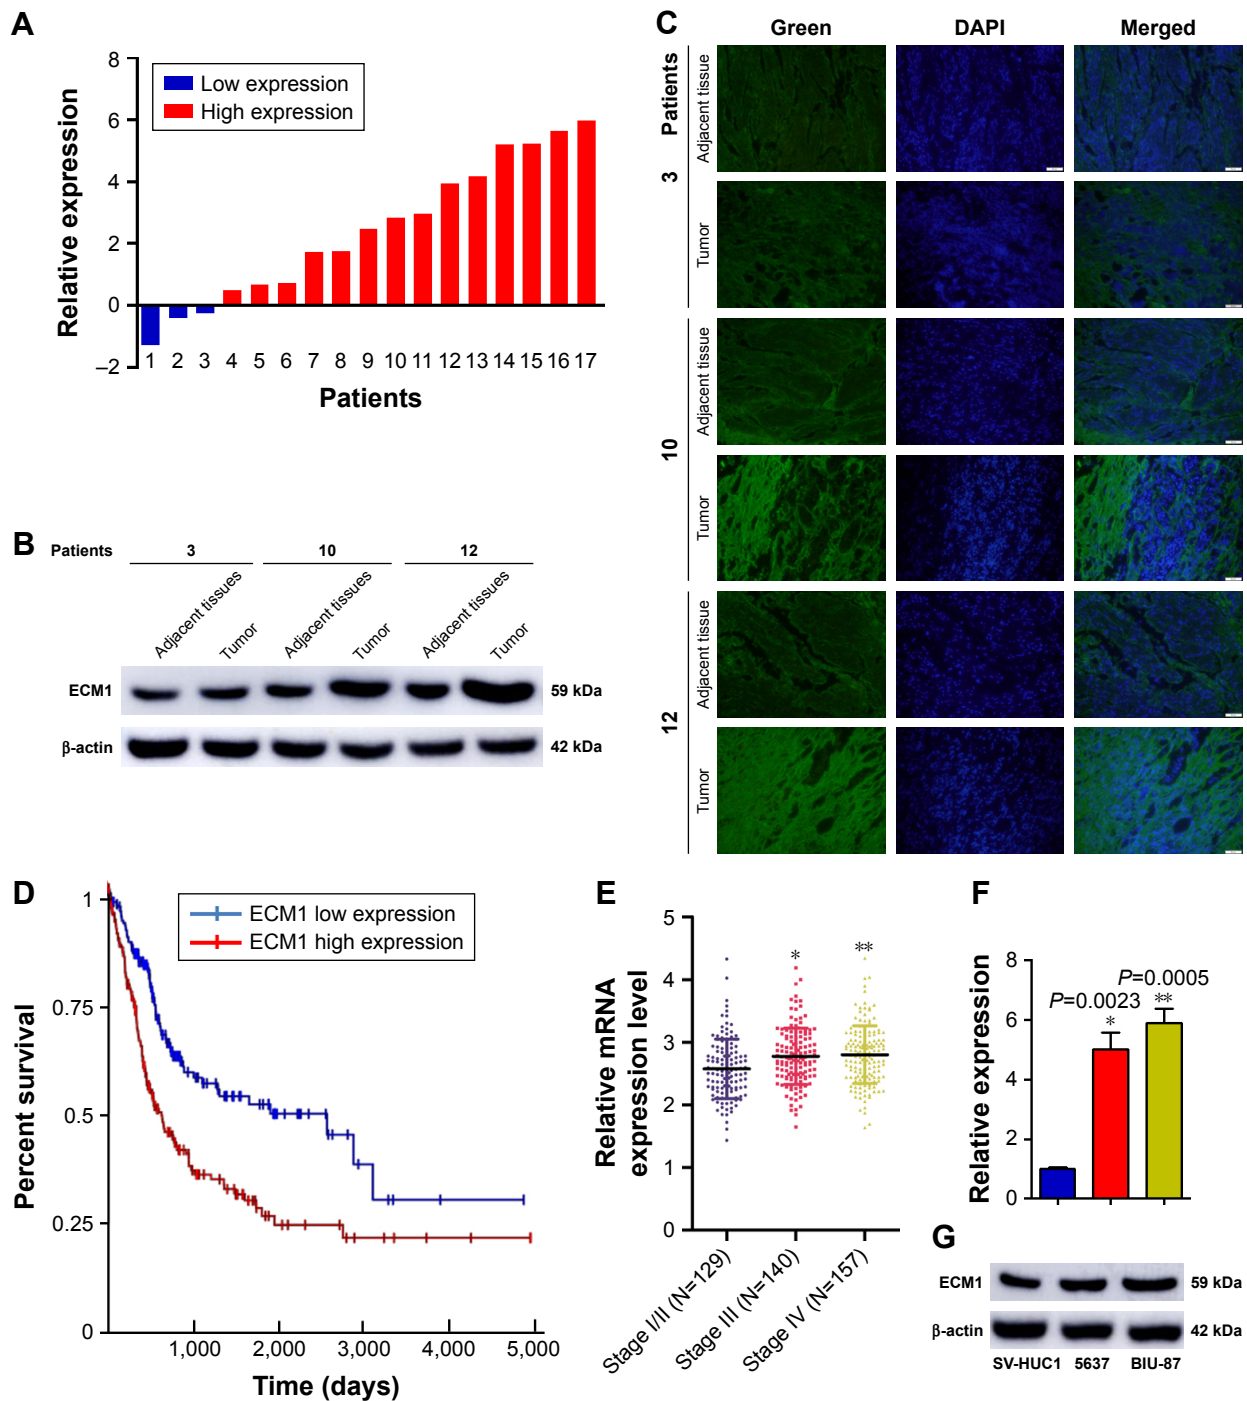 A
8
6
4
2
0
–2
Relative expression
Low expression
High expression
1 2 3 4 5 6 7 8 9 10 11 12 13 14 15 16 17
Patients
B
Patients 3 10 12
Adjacent tissues
Tumor
Adjacent tissues
Tumor
Adjacent tissues
Tumor
ECM1 59 kDa
β-actin 42 kDa
C
Green DAPI Merged
Patients
3
Adjacent tissue
Tumor
10
Adjacent tissue
Tumor
12
Adjacent tissue
Tumor
D
ECM1 low expression
ECM1 high expression
Percent survival
1
0.75
0.5
0.25
0
1,000 2,000 3,000 4,000 5,000
Time (days)
E
Relative mRNA
expression level
5
4
3
2
1
0
*
**
Stage I/II (N=129)
Stage III (N=140)
Stage IV (N=157)
F
Relative expression
8
6
4
2
0
P=0.0005
P=0.0023
**
*
G
ECM1 59 kDa
β-actin 42 kDa
SV-HUC1 5637 BIU-87